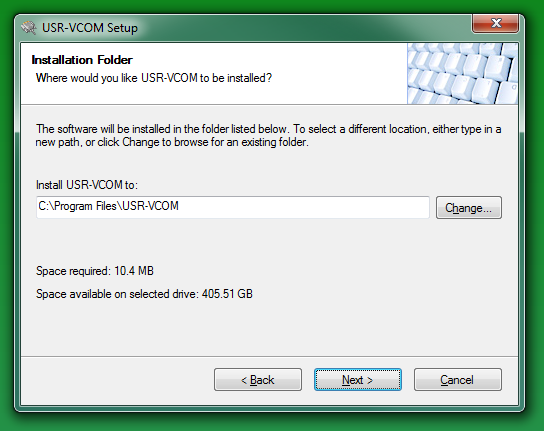 USR-VCOM Setup
Installation Folder
Where would you like USR-VCOM to be installed?
The software will be installed in the folder listed below. To select a different location, either type in a
new path, or click Change to browse for an existing folder.
Install USR-VCOM to:
C:\Program Files\USR-VCOM
Change...
Space required: 10.4 MB
Space available on selected drive: 405.51 GB
< Back
Next >
Cancel